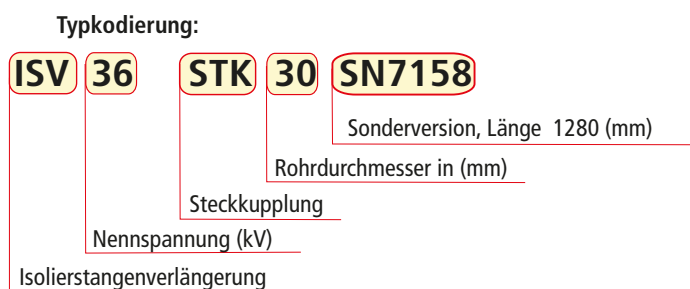 Typkodierung:
ISV 36 STK 30 SN7158
Sonderversion, Länge 1280 (mm)
Rohrdurchmesser in (mm)
Steckkupplung
Nennspannung (kV)
Isolierstangenverlängerung